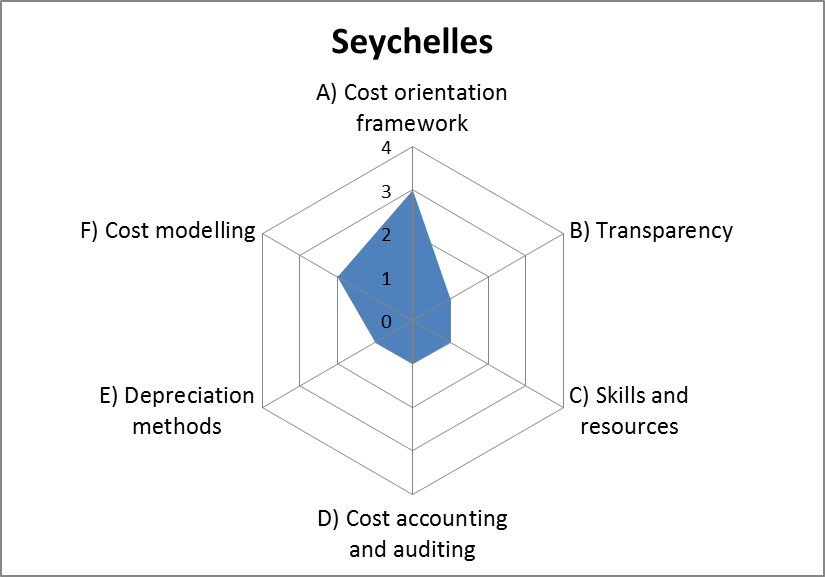 Seychelles
A) Cost orientation
framework
4
3
2
1
0
F) Cost modelling
B) Transparency
E) Depreciation
methods
C) Skills and
resources
D) Cost accounting
and auditing